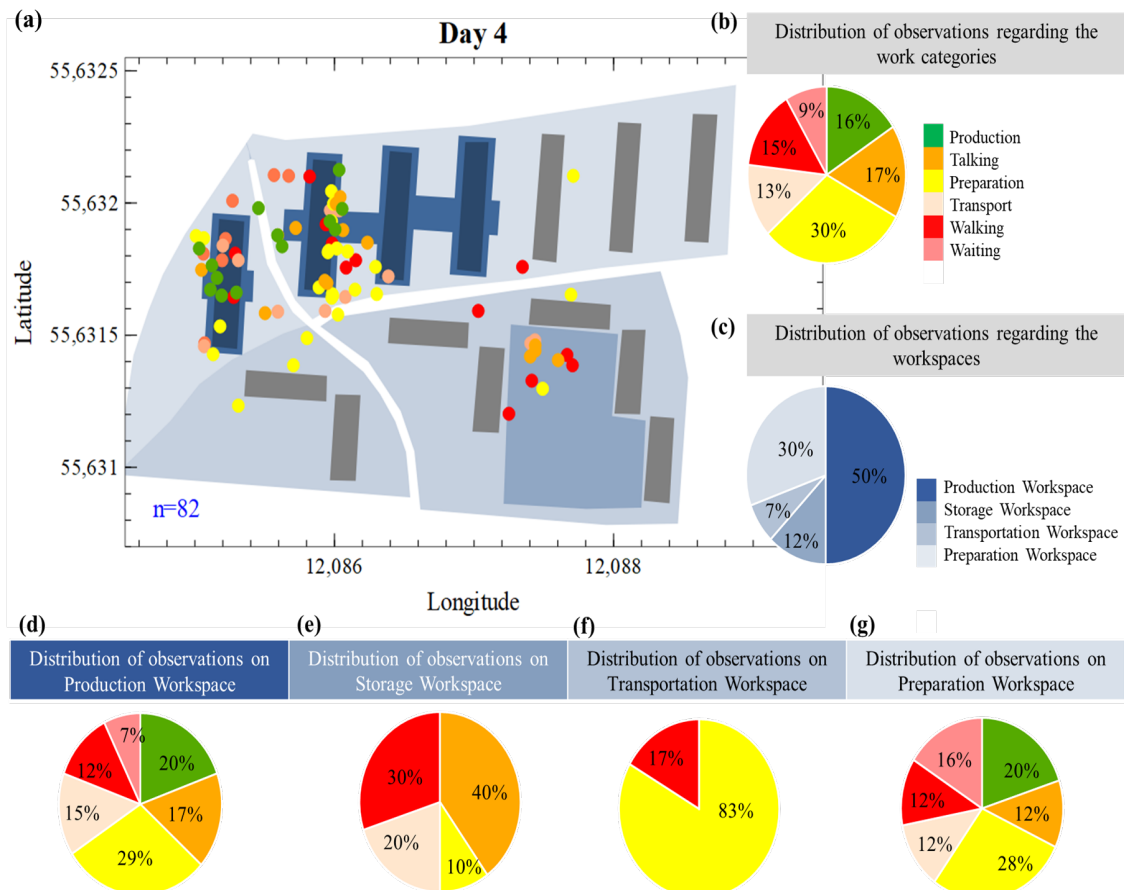 (a)
Day 4
55,6325
55,632
55,6315
55,631
Latitude
n=82
12,086
12,088
Longitude
(b)
Distribution of observations regarding the
work categories
9%
16%
15%
17%
13%
30%
Production
Talking
Preparation
Transport
Walking
Waiting
(c)
Distribution of observations regarding the
workspaces
30%
50%
7%
12%
Production Workspace
Storage Workspace
Transportation Workspace
Preparation Workspace
(d)
Distribution of observations on
Production Workspace
7%
20%
12%
15%
17%
29%
(e)
Distribution of observations on
Storage Workspace
30%
40%
20%
10%
(f)
Distribution of observations on
Transportation Workspace
17%
83%
(g)
Distribution of observations on
Preparation Workspace
16%
20%
12%
12%
12%
28%